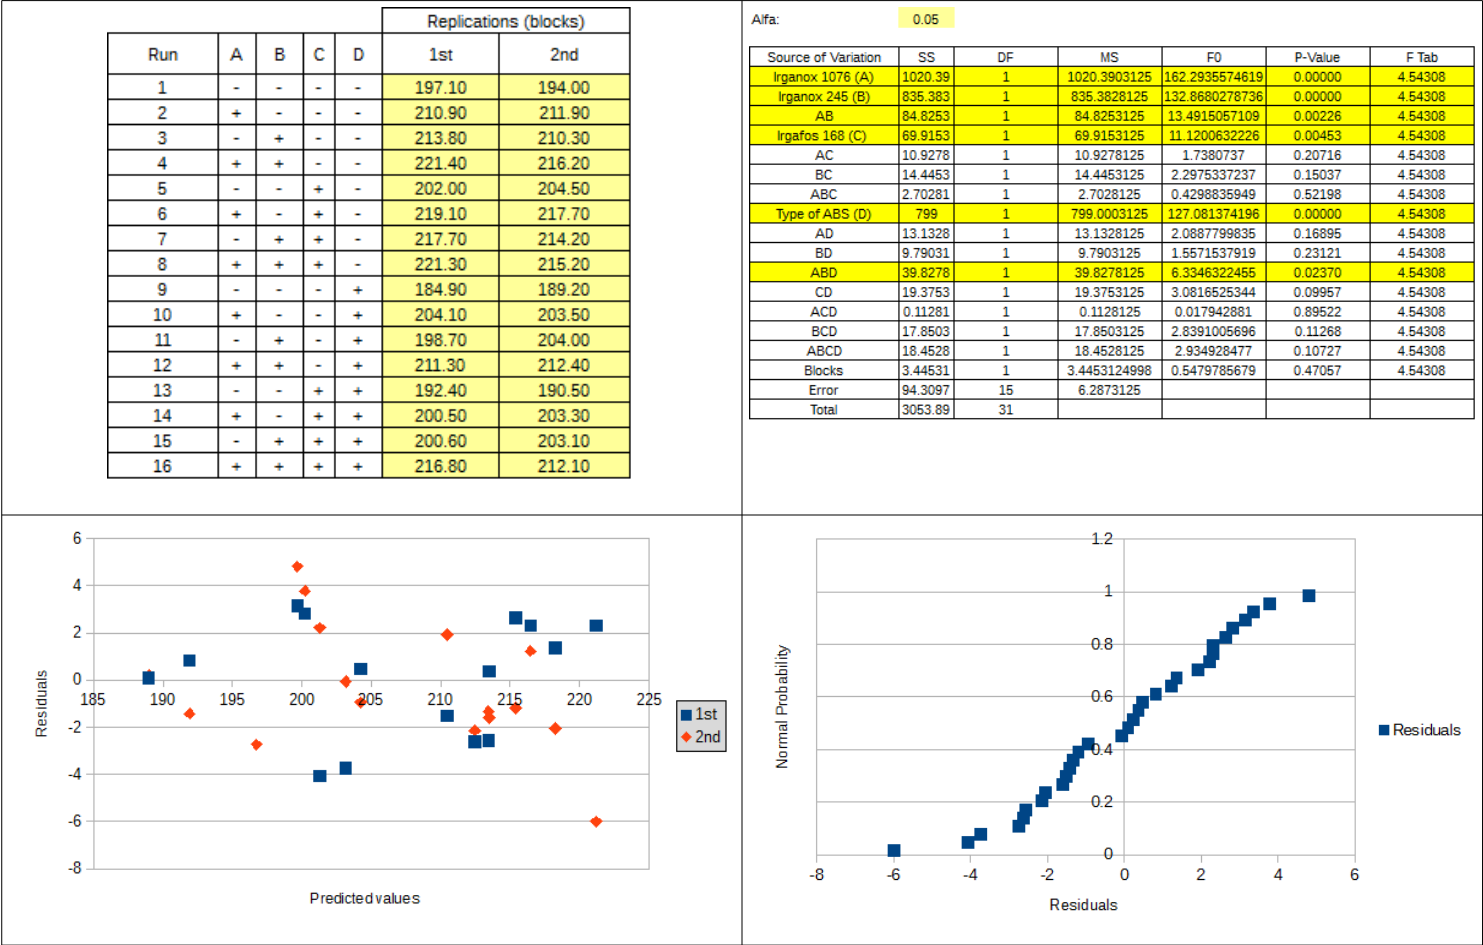 Replications (blocks)
Run A B C D 1st 2nd
1 - - - - 197.10 194.00
2 + - - - 210.90 211.90
3 - + - - 213.80 210.30
4 + + - - 221.40 216.20
5 - - + - 202.00 204.50
6 + - + - 219.10 217.70
7 - + + - 217.70 214.20
8 + + + - 221.30 215.20
9 - - - + 184.90 189.20
10 + - - + 204.10 203.50
11 - + - + 198.70 204.00
12 + + - + 211.30 212.40
13 - - + + 192.40 190.50
14 + - + + 200.50 203.30
15 - + + + 200.60 203.10
16 + + + + 216.80 212.10
Alfa: 0.05
Source of Variation SS DF MS F0 P-Value F Tab
Irganox 1076 (A) 1020.39 1 1020.3903125 162.2935574619 0.00000 4.54308
Irganox 245 (B) 835.383 1 835.3828125 132.8680278736 0.00000 4.54308
AB 84.8253 1 84.8253125 13.4915057109 0.00226 4.54308
Irgafos 168 (C) 69.9153 1 69.9153125 11.1200632226 0.00453 4.54308
AC 10.9278 1 10.9278125 1.7380737 0.20716 4.54308
BC 14.4453 1 14.4453125 2.2975337237 0.15037 4.54308
ABC 2.70281 1 2.7028125 0.4298835949 0.52198 4.54308
Type of ABS (D) 799 1 799.0003125 127.081374196 0.00000 4.54308
AD 13.1328 1 13.1328125 2.0887799835 0.16895 4.54308
BD 9.79031 1 9.7903125 1.5571537919 0.23121 4.54308
ABD 39.8278 1 39.8278125 6.3346322455 0.02370 4.54308
CD 19.3753 1 19.3753125 3.0816525344 0.09957 4.54308
ACD 0.11281 1 0.1128125 0.017942881 0.89522 4.54308
BCD 17.8503 1 17.8503125 2.8391005696 0.11268 4.54308
ABCD 18.4528 1 18.4528125 2.934928477 0.10727 4.54308
Blocks 3.44531 1 3.4453124998 0.5479785679 0.47057 4.54308
Error 94.3097 15 6.2873125
Total 3053.89 31
6
4
2
0
-2
-4
-6
-8
185 190 195 200 205 210 215 220 225
Residuals
Predicted values
1st
2nd
1.2
1
0.8
0.6
0.4
0.2
0
-8 -6 -4 -2 0 2 4 6
Normal Probability
Residuals
Residuals